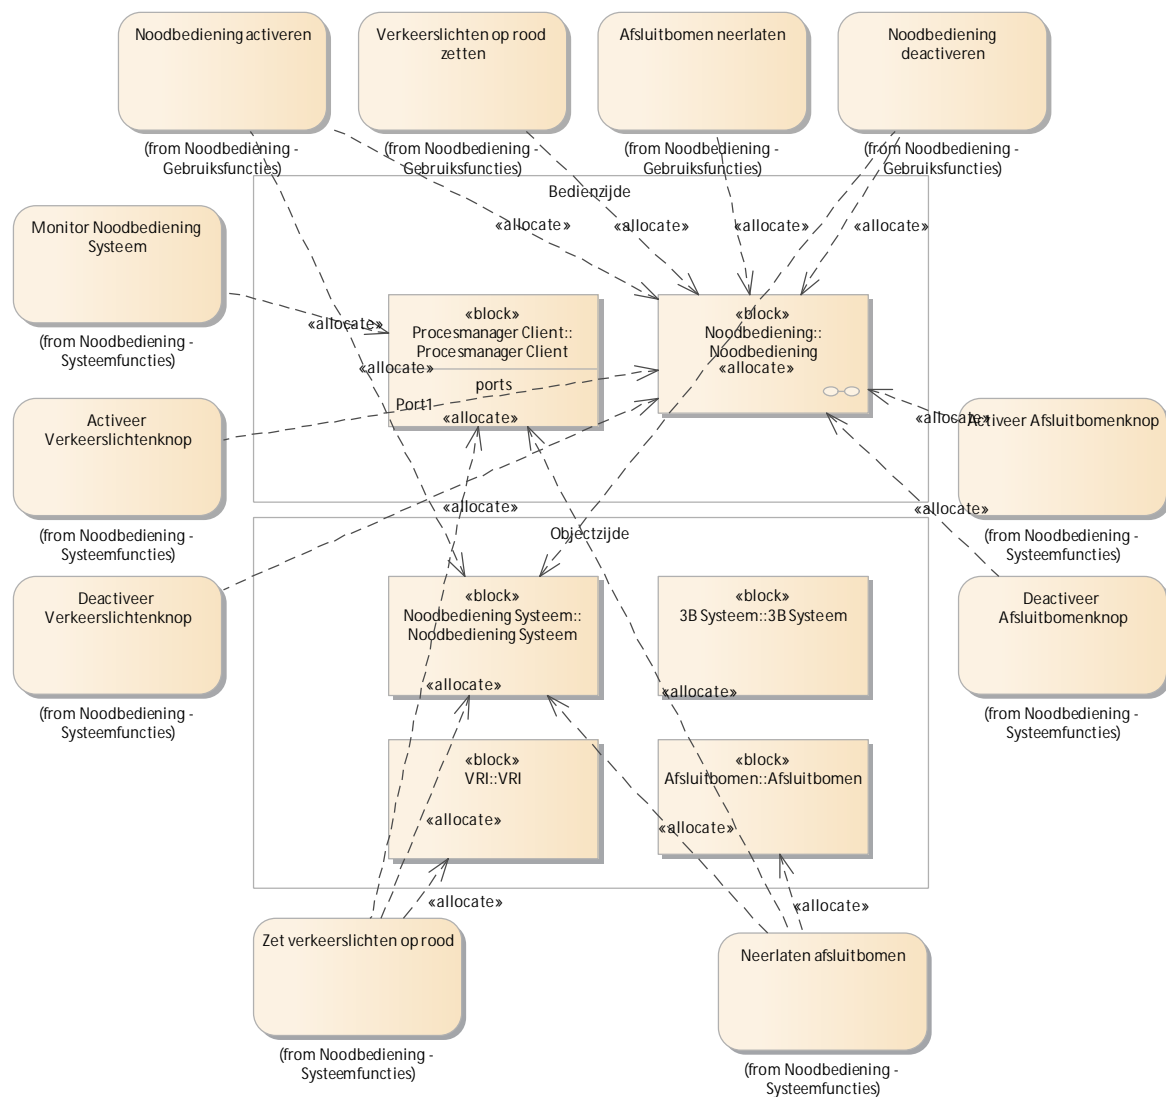 Noodbediening activeren
(from Noodbediening -
Gebruiksfuncties)
Verkeerslichten op rood
zetten
(from Noodbediening -
Gebruiksfuncties)
Afsluitbomen neerlaten
(from Noodbediening -
Gebruiksfuncties)
Noodbediening
deactiveren
(from Noodbediening -
Gebruiksfuncties)
Bedienzijde
«allocate»
«allocate»
«allocate»
«allocate»
Monitor Noodbediening
Systeem
(from Noodbediening -
Systeemfuncties)
«allocate»
«block»
Procesmanager Client::
Procesmanager Client
«allocate»
ports
Port1
«allocate»
«block»
Noodbediening::
Noodbediening
«allocate»
Activeer
Verkeerslichtenknop
(from Noodbediening -
Systeemfuncties)
«allocate»
Activeer Afsluitbomenknop
(from Noodbediening -
Systeemfuncties)
«allocate»
«allocate»
Objectzijde
Deactiveer
Verkeerslichtenknop
(from Noodbediening -
Systeemfuncties)
«block»
Noodbediening Systeem::
Noodbediening Systeem
«allocate»
«block»
3B Systeem::3B Systeem
«allocate»
Deactiveer
Afsluitbomenknop
(from Noodbediening -
Systeemfuncties)
«block»
VRI::VRI
«allocate»
«block»
Afsluitbomen::Afsluitbomen
«allocate»
«allocate»
«allocate»
Zet verkeerslichten op rood
(from Noodbediening -
Systeemfuncties)
Neerlaten afsluitbomen
(from Noodbediening -
Systeemfuncties)